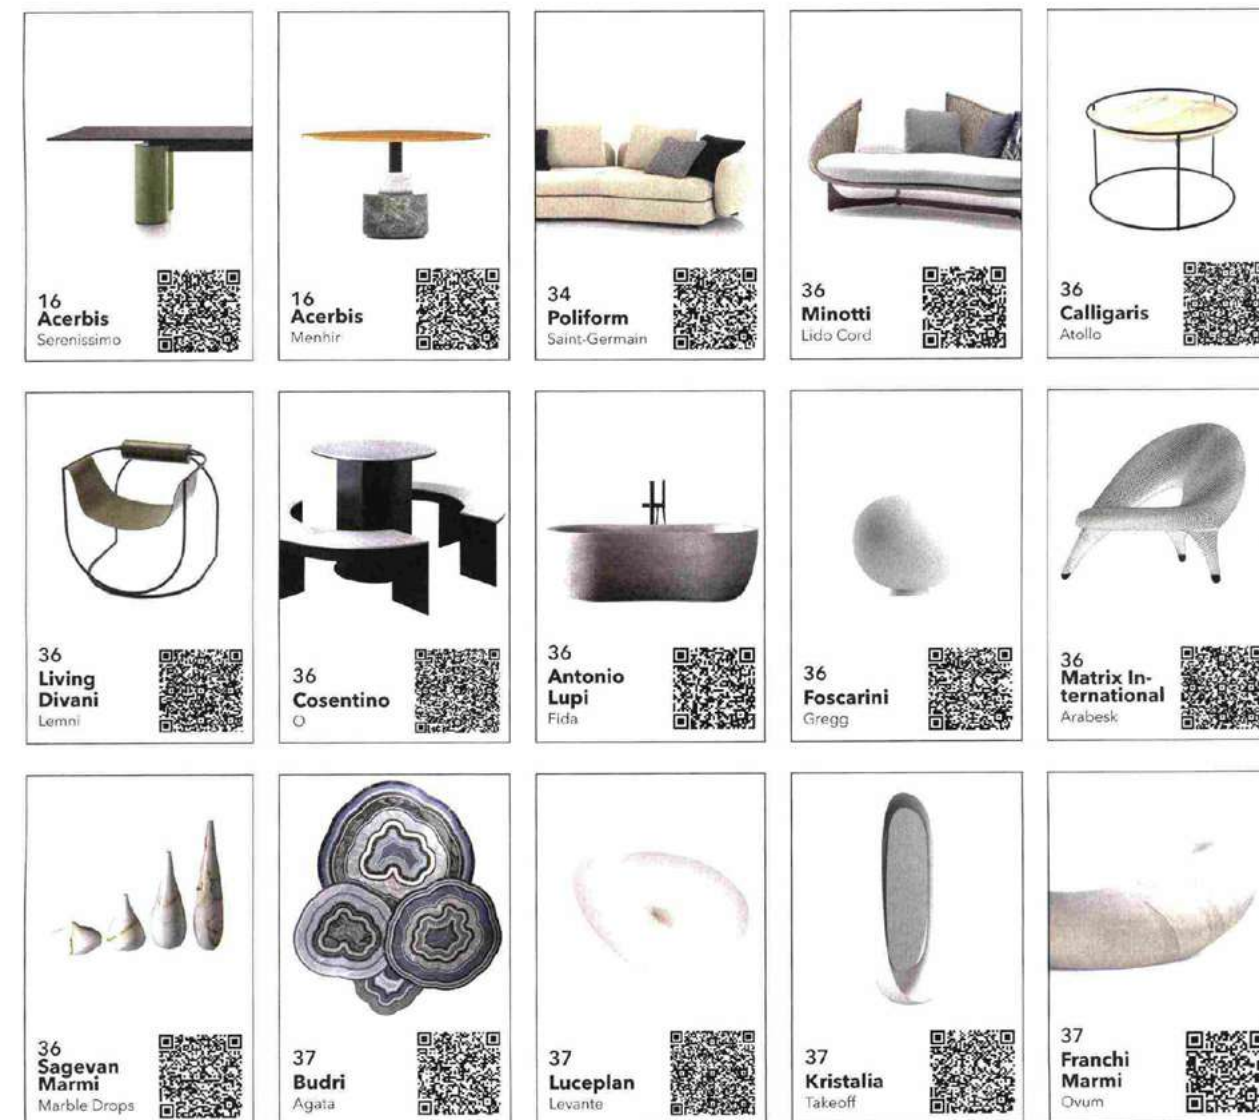 16
Acerbis
Serenissimo
16
Acerbis
Menhir
34
Poliform
Saint-Germain
36
Minotti
Lido Cord
36
Calligaris
Atollo
36
Living
Divani
Lemni
36
Cosentino
O
36
Antonio
Lupi
Fida
36
Foscarini
Gregg
36
Matrix In-
ternational
Arabesk
36
Sagevan
Marmi
Marble Drops
37
Budri
Agata
37
Luceplan
Levante
37
Kristalia
Takeoff
37
Franchi
Marmi
Ovum